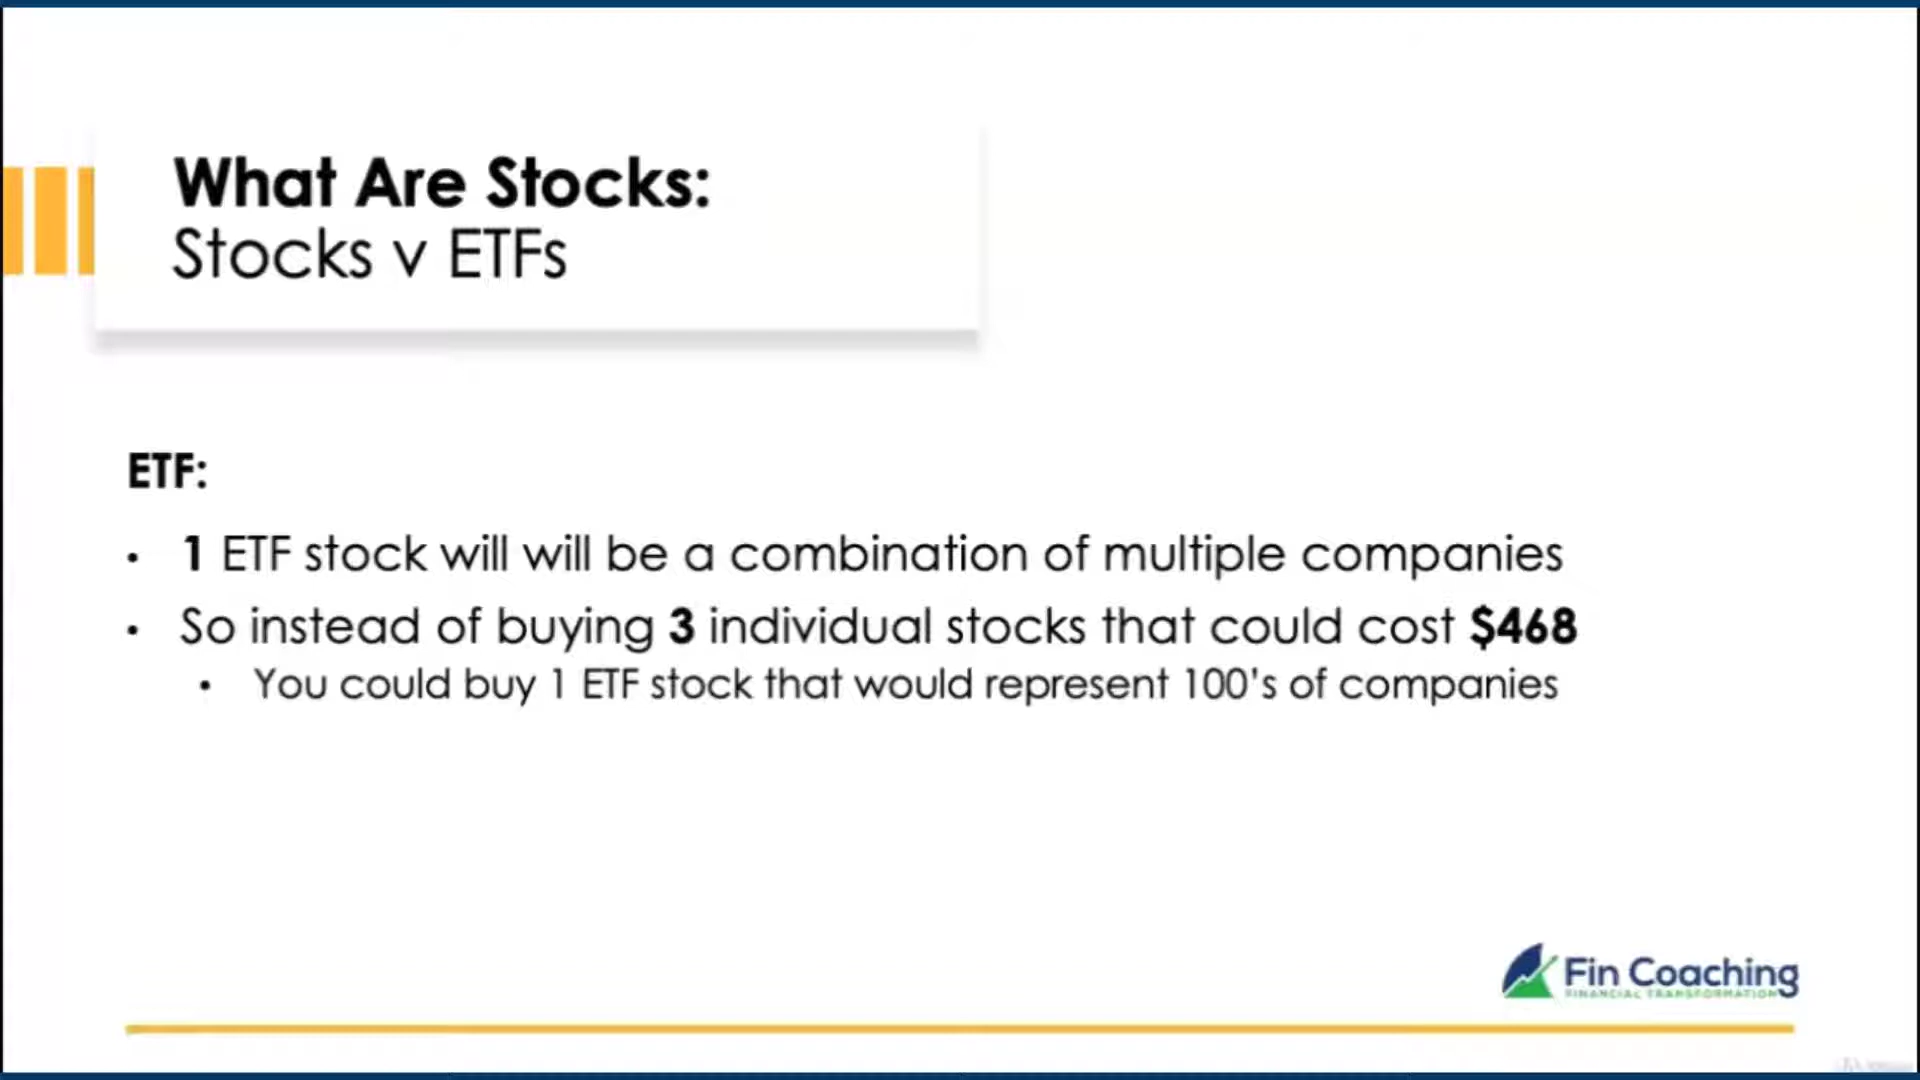 What Are Stocks:
Stocks v ETFs
ETF:
• 1 ETF stock will will be a combination of multiple companies
• So instead of buying 3 individual stocks that could cost $468
• You could buy 1 ETF stock that would represent 100's of companies
Fin Coaching
FINANCIAL TRANSFORMATION